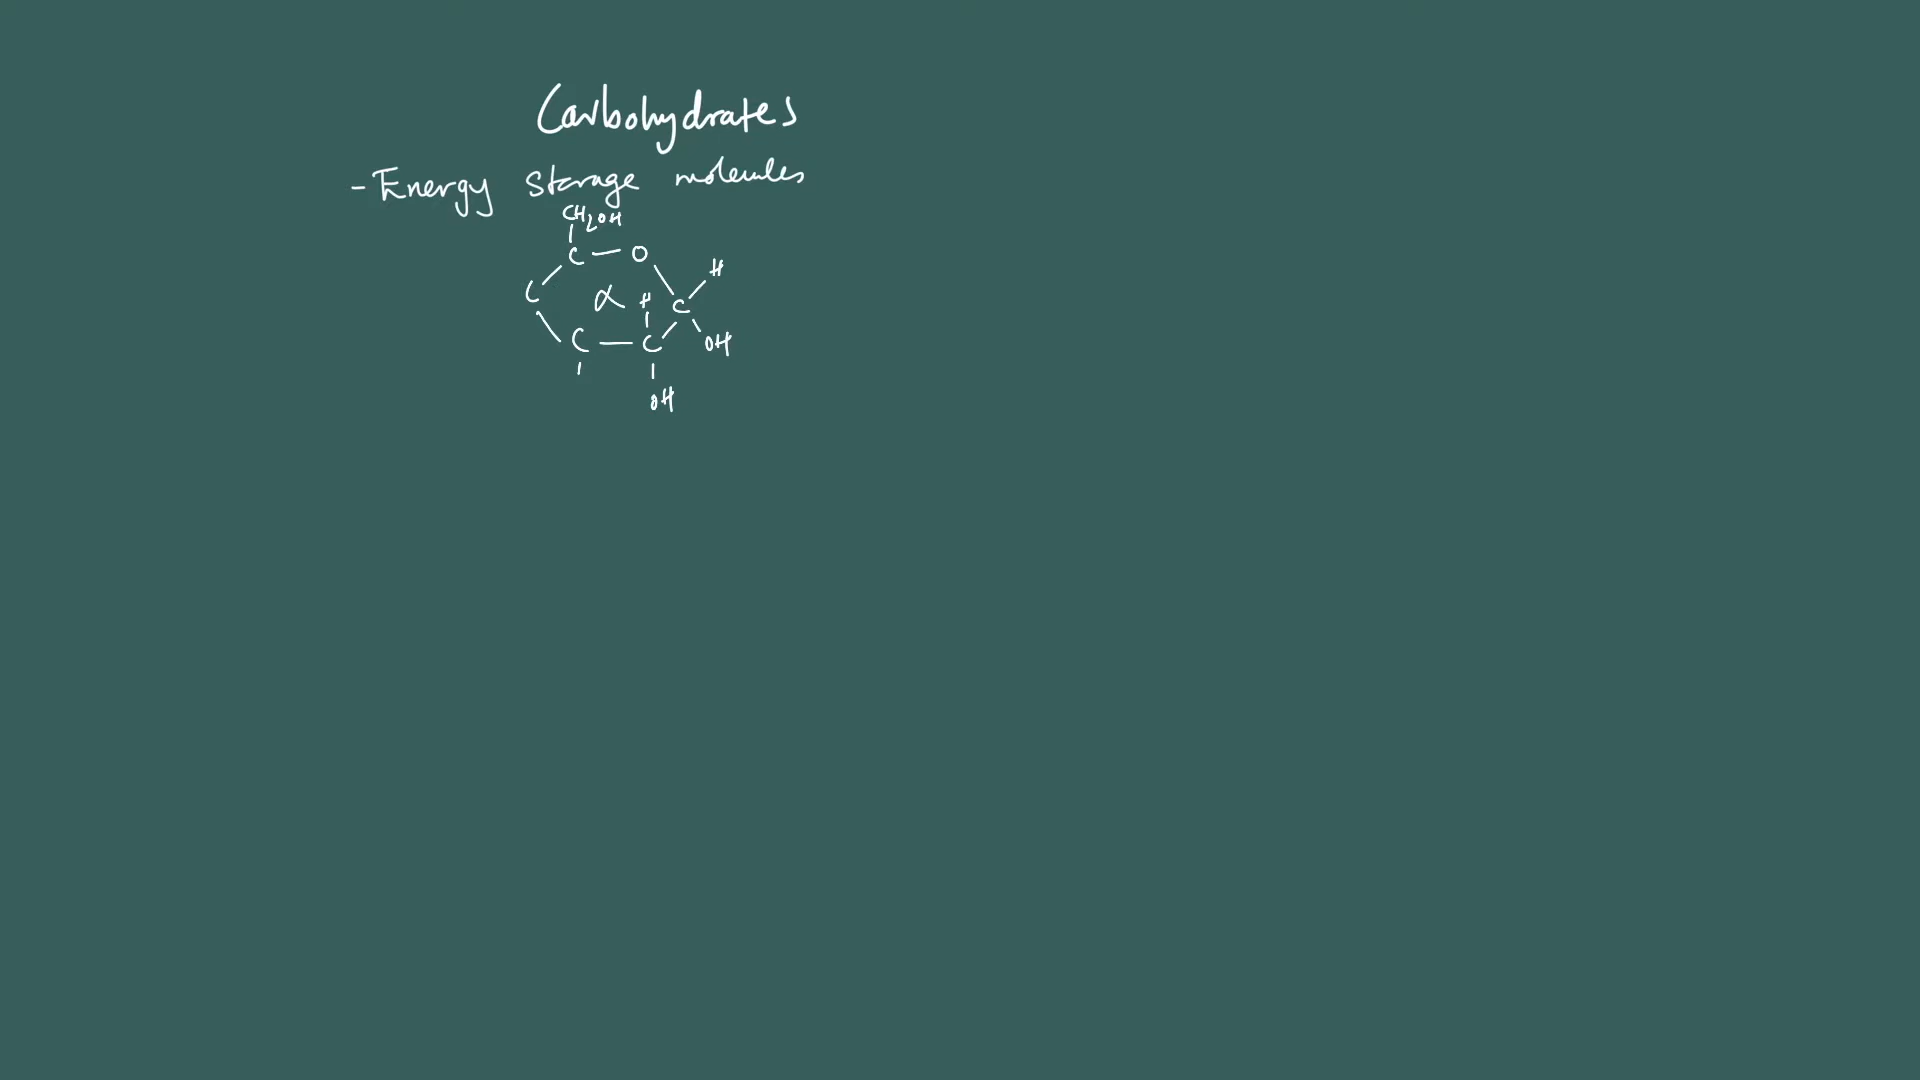 Carbohydrates
- Energy storage molecules
CH2OH
C - O
H
C α H C
C - C OH
OH